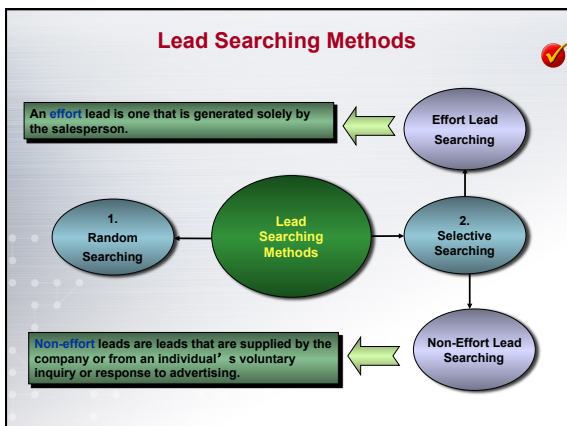 Lead Searching Methods
An effort lead is one that is generated solely by
the salesperson.
Effort Lead
Searching
1.
Random
Searching
Lead
Searching
Methods
2.
Selective
Searching
Non-effort leads are leads that are supplied by the
company or from an individual’s voluntary
inquiry or response to advertising.
Non-Effort Lead
Searching